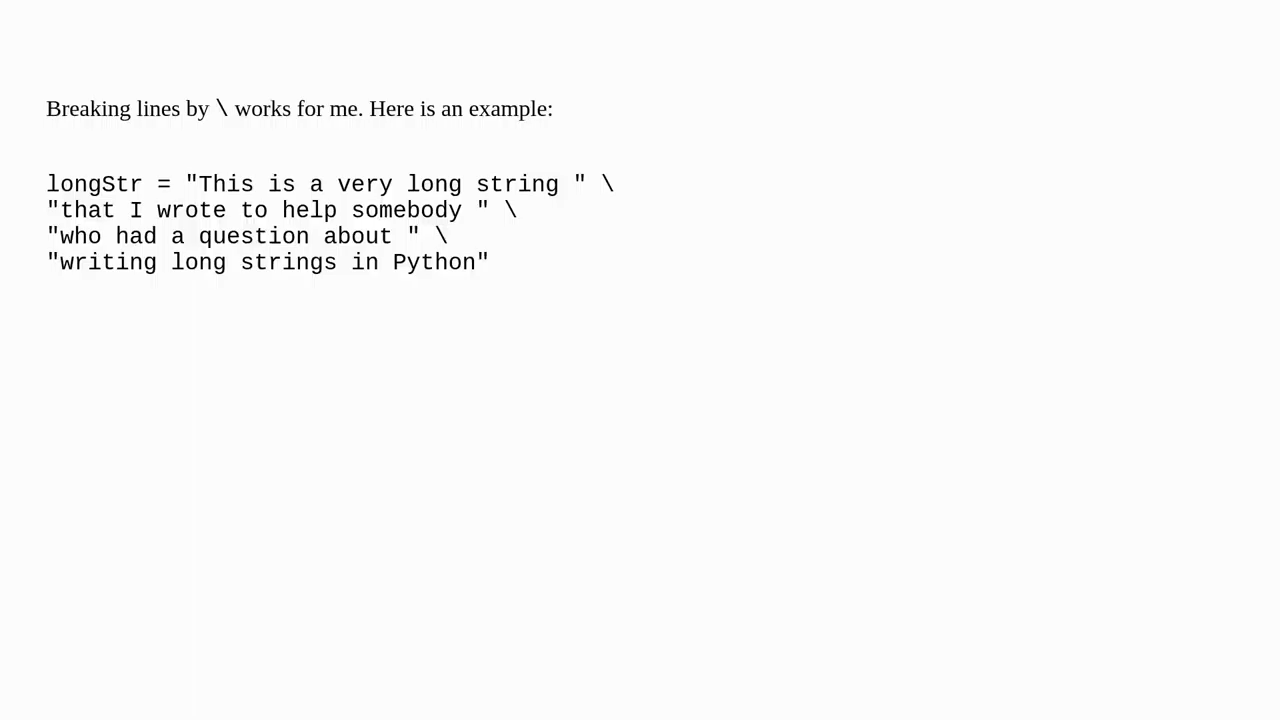 Breaking lines by \ works for me. Here is an example:
longStr = "This is a very long string " \
"that I wrote to help somebody " \
"who had a question about " \
"writing long strings in Python"